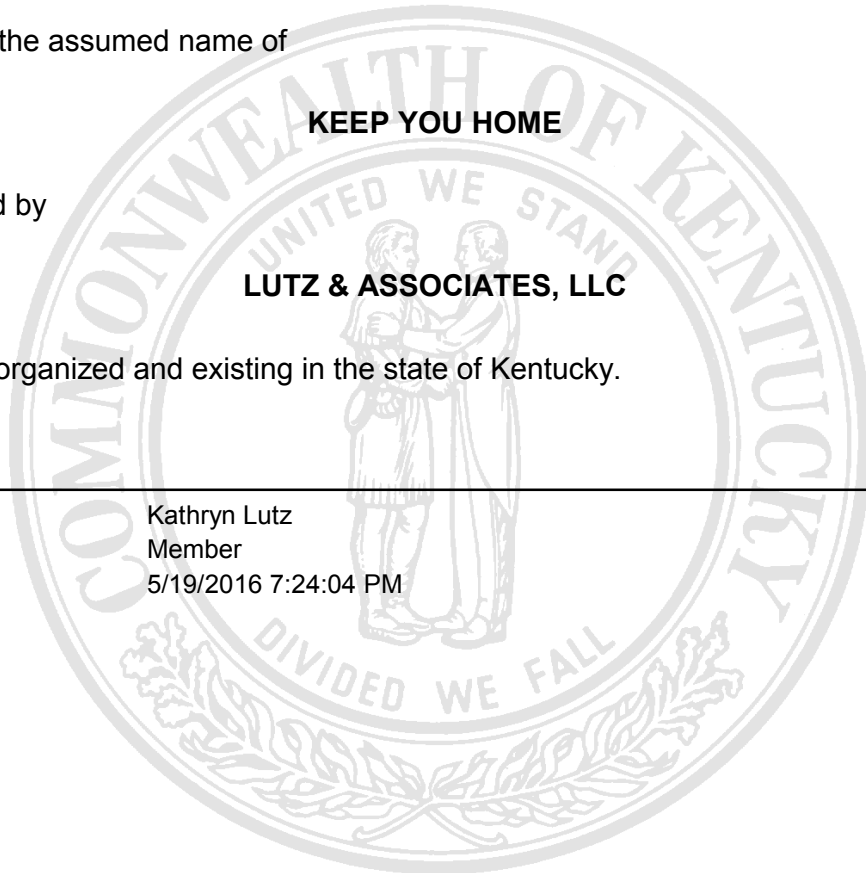 the assumed name of
KEEP YOU HOME
d by
LUTZ & ASSOCIATES, LLC
organized and existing in the state of Kentucky.
Kathryn Lutz
Member
5/19/2016 7:24:04 PM
COMMONWEALTH OF KENTUCKY
UNITED WE STAND
DIVIDED WE FALL